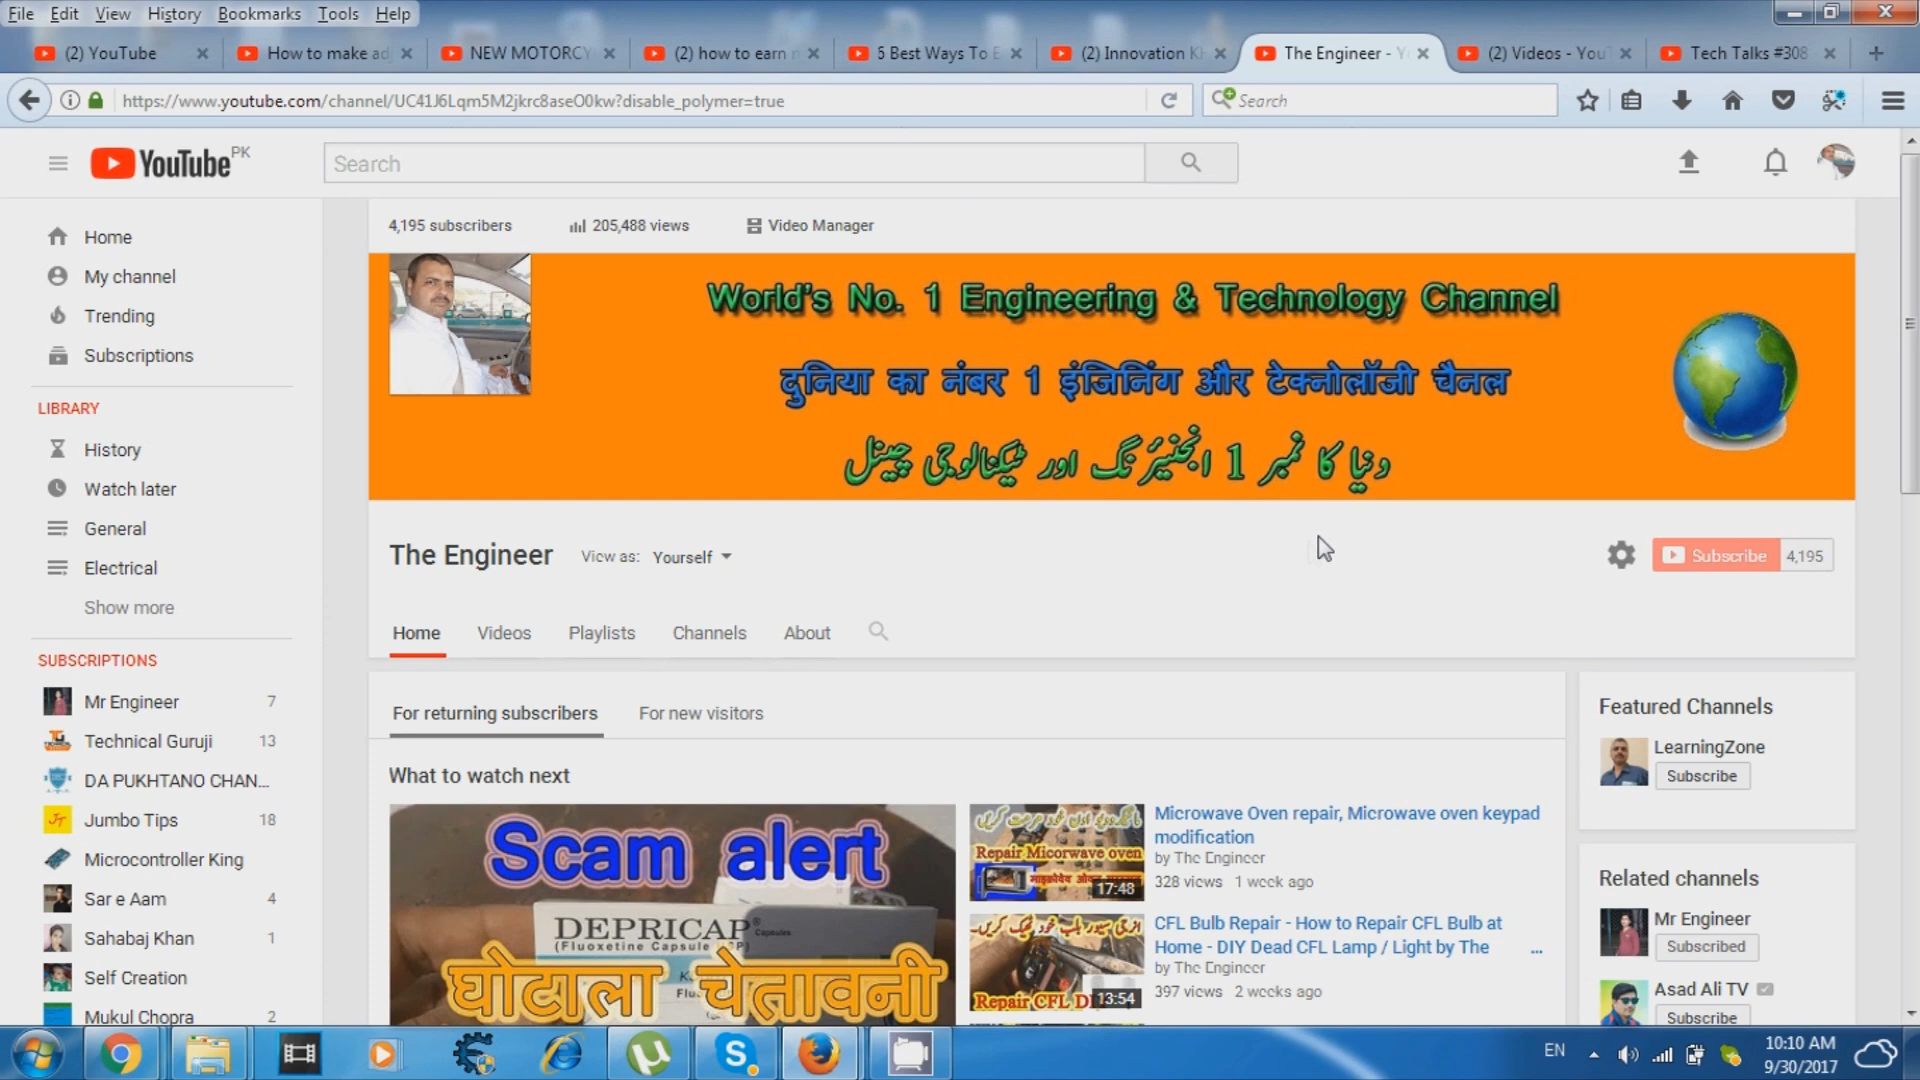 File Edit View History Bookmarks Tools Help
(2) YouTube
How to make ad
NEW MOTORCY
(2) how to earn
6 Best Ways To
(2) Innovation K
The Engineer - Y
(2) Videos - YouT
Tech Talks #308
https://www.youtube.com/channel/UC41J6Lqm5M2jkrc8aseO0kw?disable_polymer=true
Search
YouTube PK
Search
Home
My channel
Trending
Subscriptions
LIBRARY
History
Watch later
General
Electrical
Show more
SUBSCRIPTIONS
Mr Engineer 7
Technical Guruji 13
DA PUKHTANO CHAN...
Jumbo Tips 18
Microcontroller King
Sar e Aam 4
Sahabaj Khan 1
Self Creation
Mukul Chopra 2
4,195 subscribers 205,488 views Video Manager
World's No. 1 Engineering & Technology Channel
दुनिया का नंबर 1 इंजिनिंग और टेक्नोलॉजी चैनल
دنیا کا نمبر 1 انجنیئرنگ اور ٹیکنالوجی چینل
The Engineer View as: Yourself
Subscribe 4,195
Home Videos Playlists Channels About
For returning subscribers For new visitors
What to watch next
Scam alert
DEPRICAP Capsules
(Fluoxetine Capsule USP)
घोटाला चेतावनी
Repair Micorwave oven
17:48
Microwave Oven repair, Microwave oven keypad
modification
by The Engineer
328 views 1 week ago
Repair CFL
13:54
CFL Bulb Repair - How to Repair CFL Bulb at
Home - DIY Dead CFL Lamp / Light by The ...
by The Engineer
397 views 2 weeks ago
Featured Channels
LearningZone
Subscribe
Related channels
Mr Engineer
Subscribed
Asad Ali TV
Subscribe
EN
10:10 AM
9/30/2017